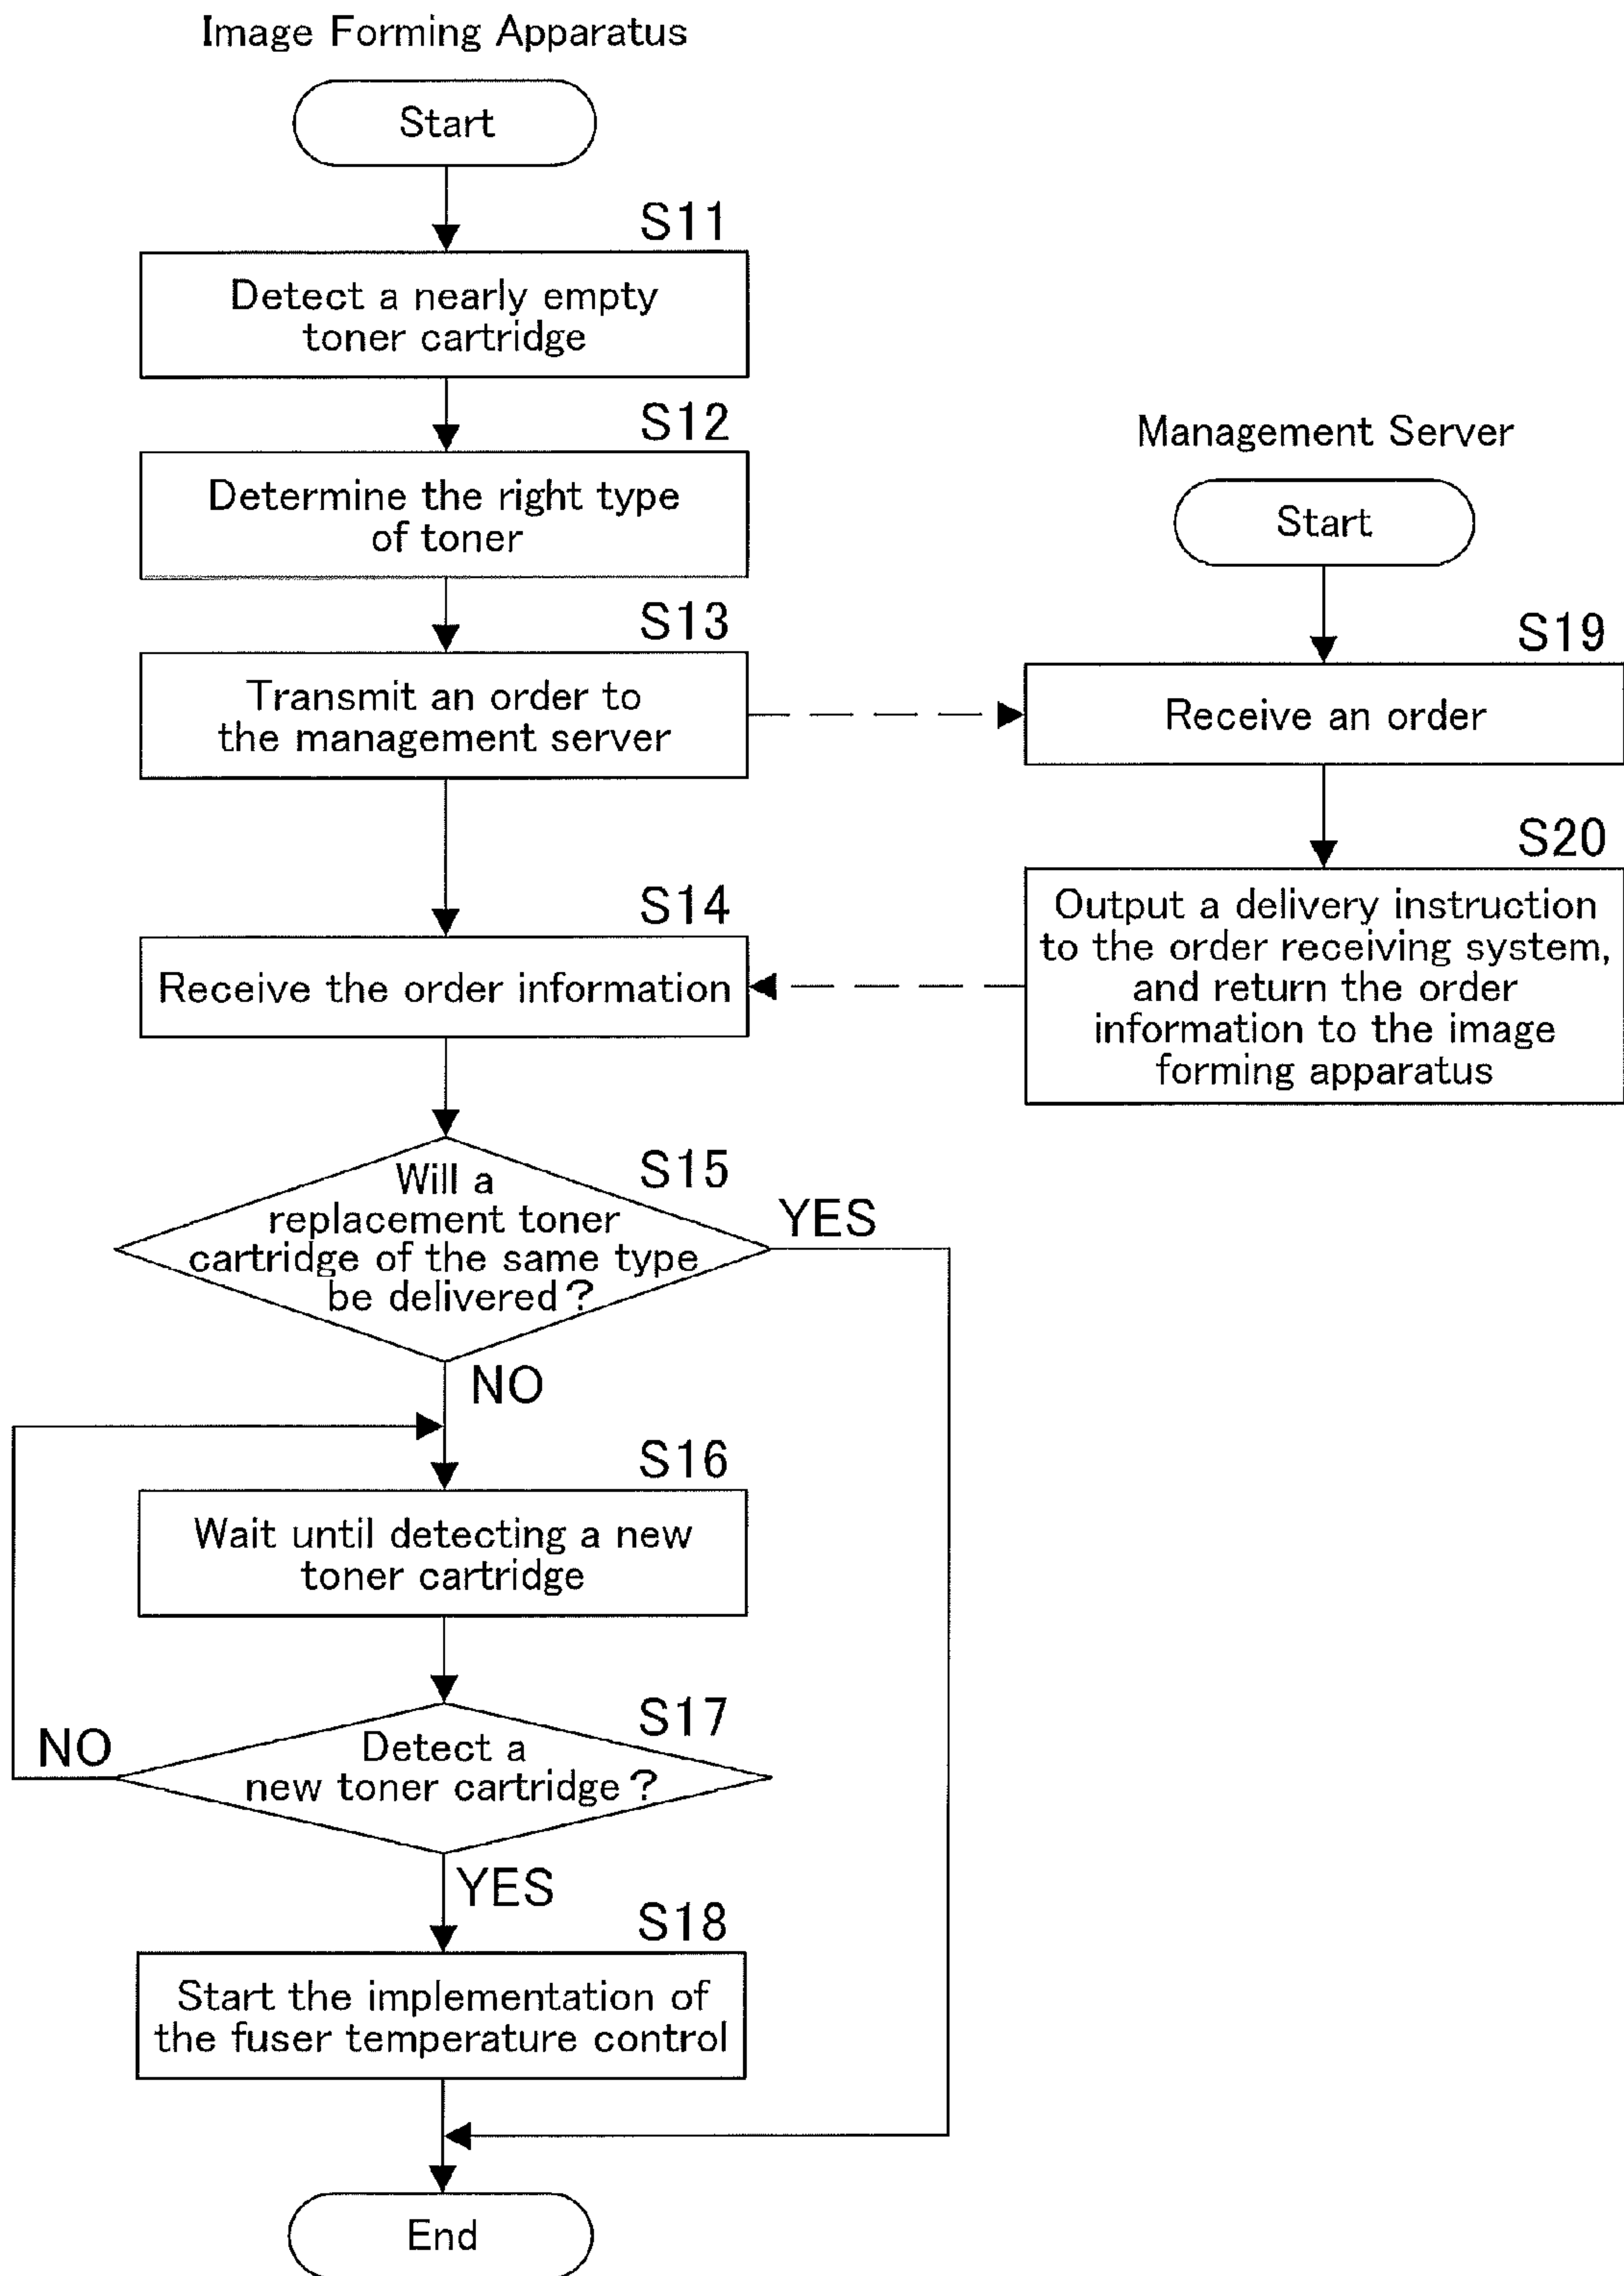 Image Forming Apparatus
Start
S11
Detect a nearly empty
toner cartridge
S12
Determine the right type
of toner
S13
Transmit an order to
the management server
S14
Receive the order information
S15
Will a
replacement toner
cartridge of the same type
be delivered?
YES
NO
S16
Wait until detecting a new
toner cartridge
S17
Detect a
new toner cartridge?
NO
YES
S18
Start the implementation of
the fuser temperature control
End
Management Server
Start
S19
Receive an order
S20
Output a delivery instruction
to the order receiving system,
and return the order
information to the image
forming apparatus